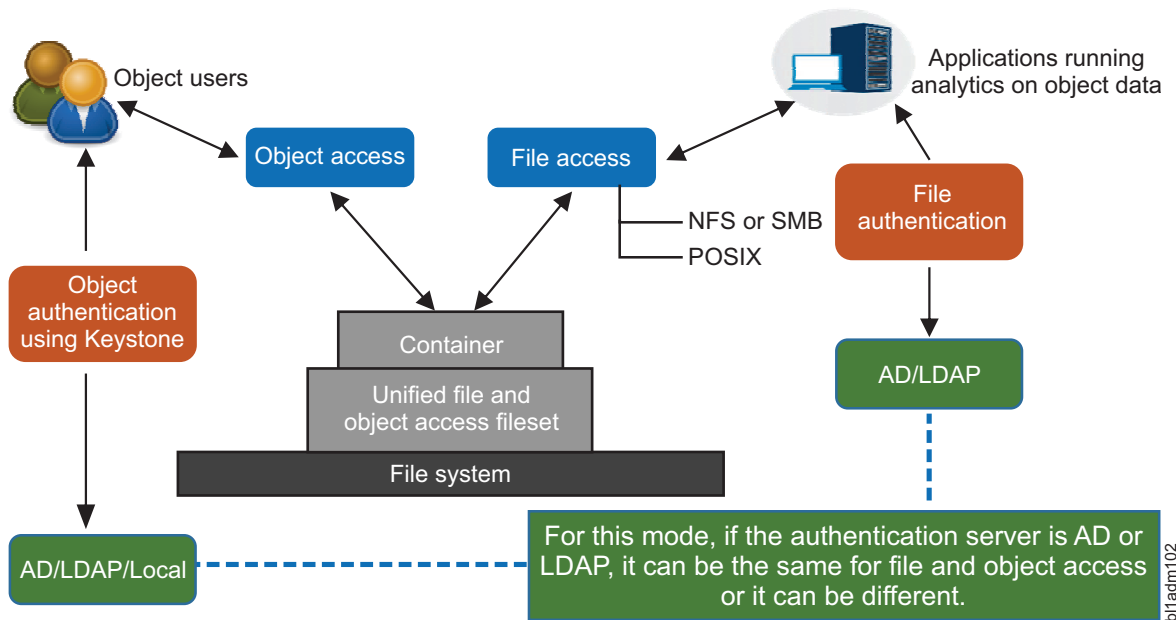 Object users
Applications running
analytics on object data
Object access
File access
File
authentication
NFS or SMB
POSIX
Object
authentication
using Keystone
Container
AD/LDAP
Unified file and
object access fileset
File system
AD/LDAP/Local
For this mode, if the authentication server is AD or
LDAP, it can be the same for file and object access
or it can be different.
bl1adm102